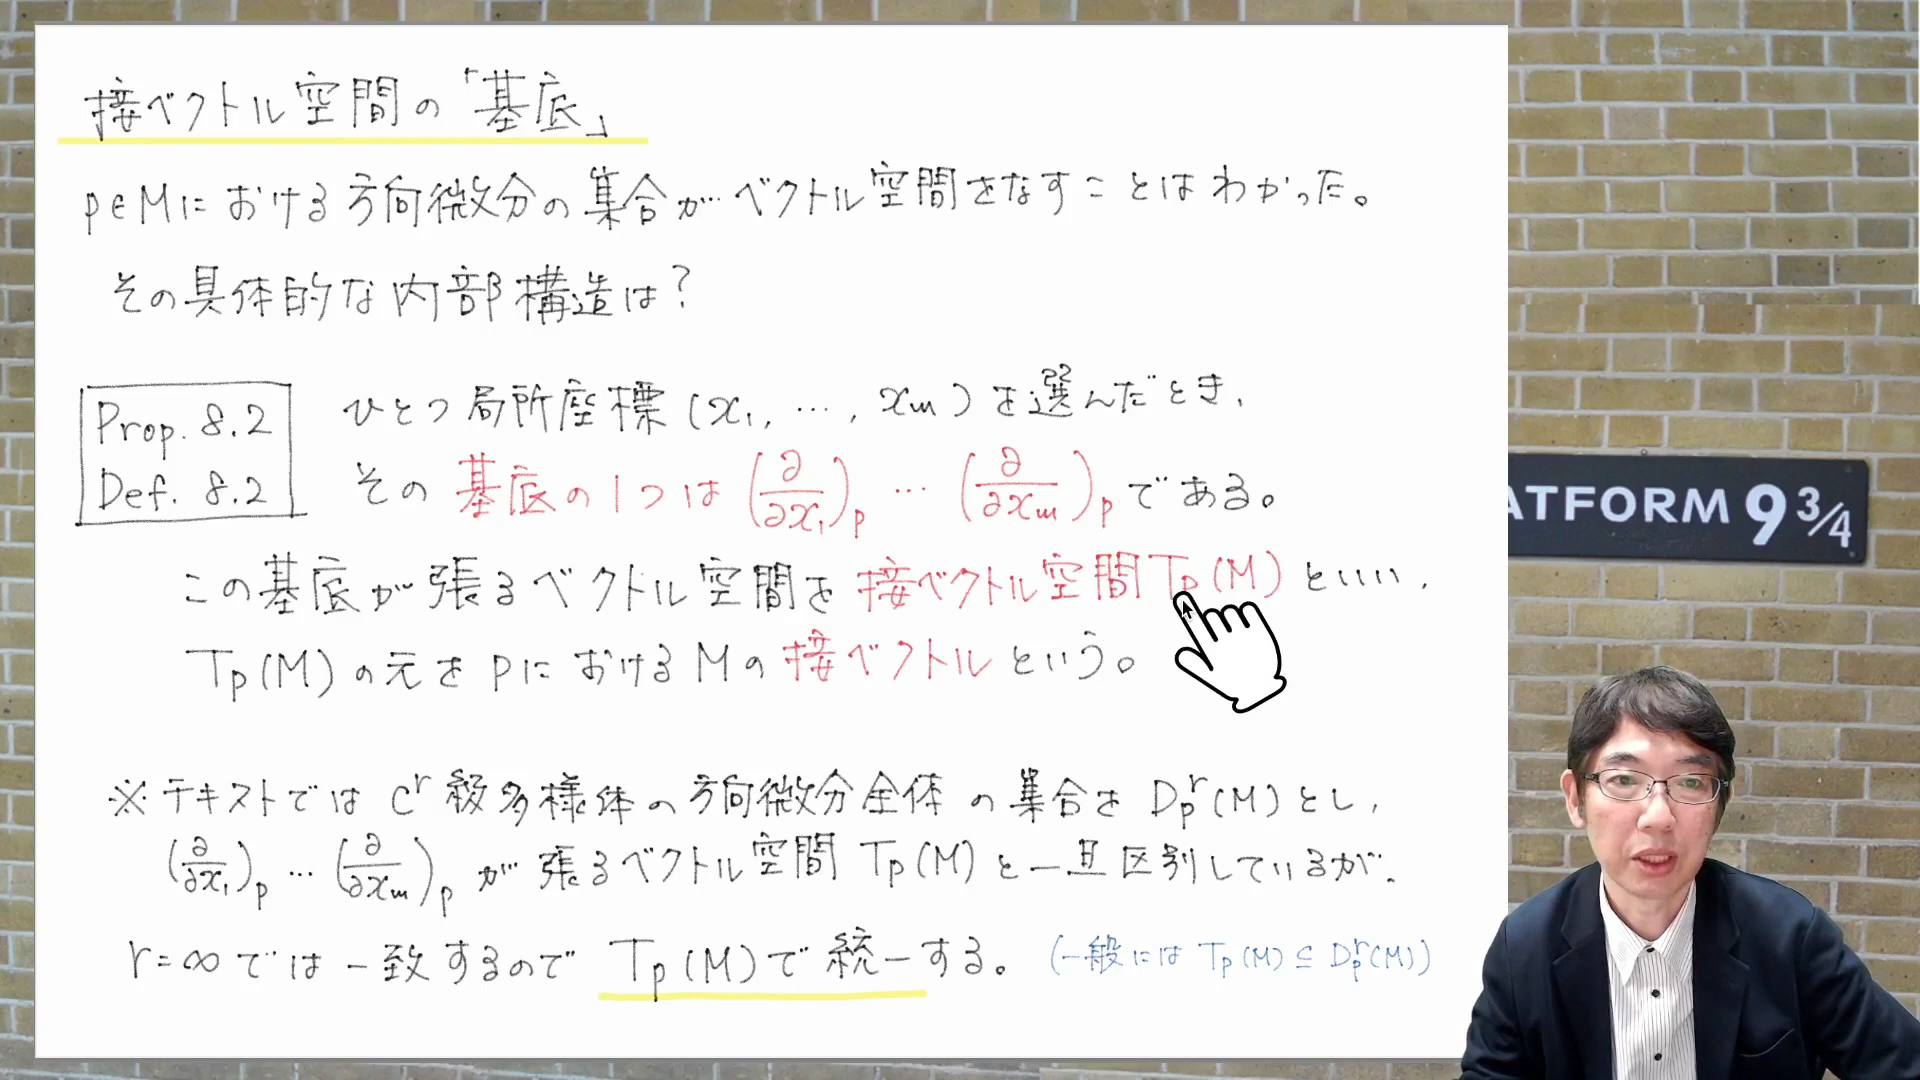 接ベクトル空間の「基底」
p∈Mにおける方向微分の集合がベクトル空間をなすことはわかった。
その具体的な内部構造は？
Prop. 8.2
Def. 8.2
ひとつ局所座標(x₁, …, xₘ)を選んだとき、
その基底の1つは(∂/∂x₁)ₚ … (∂/∂xₘ)ₚである。
この基底が張るベクトル空間を接ベクトル空間Tₚ(M)といい、
Tₚ(M)の元をpにおけるMの接ベクトルという。
※テキストではCʳ級多様体の方向微分全体の集合をDₚʳ(M)とし、
(∂/∂x₁)ₚ … (∂/∂xₘ)ₚが張るベクトル空間Tₚ(M)と一旦区別しているが、
r=∞では一致するのでTₚ(M)で統一する。(一般にはTₚ(M)⊆Dₚʳ(M))
ATFORM 9 3/4